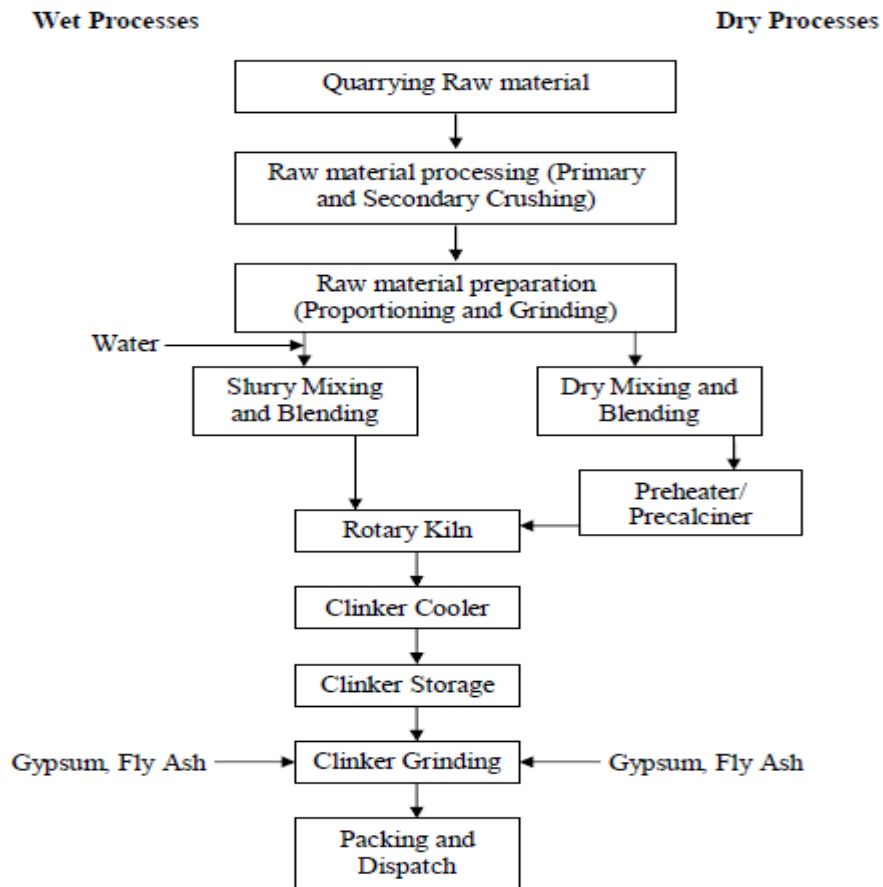 Wet Processes
Dry Processes
Quarrying Raw material
Raw material processing (Primary
and Secondary Crushing)
Raw material preparation
(Proportioning and Grinding)
Water
Slurry Mixing
and Blending
Dry Mixing and
Blending
Preheater/
Precalciner
Rotary Kiln
Clinker Cooler
Clinker Storage
Gypsum, Fly Ash
Clinker Grinding
Gypsum, Fly Ash
Packing and
Dispatch